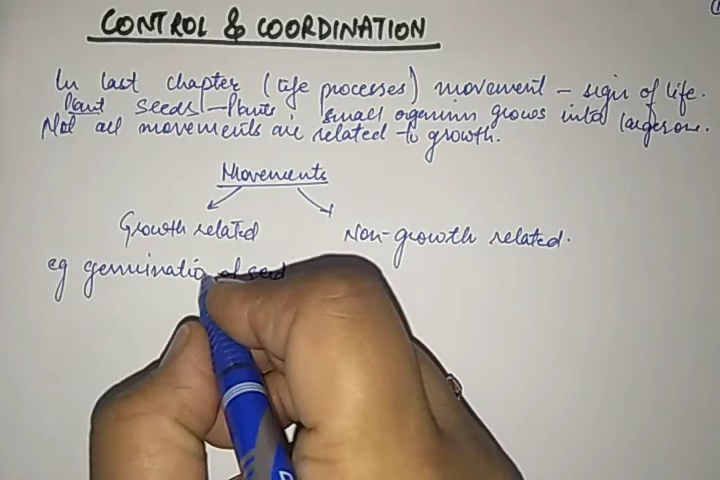 CONTROL & COORDINATION
In last chapter (life processes) movement - sign of life.
Plant seeds - Plants, small organism grows into larger one.
Not all movements are related to growth.
Movements
Growth related
Non-growth related.
eg germination of seed